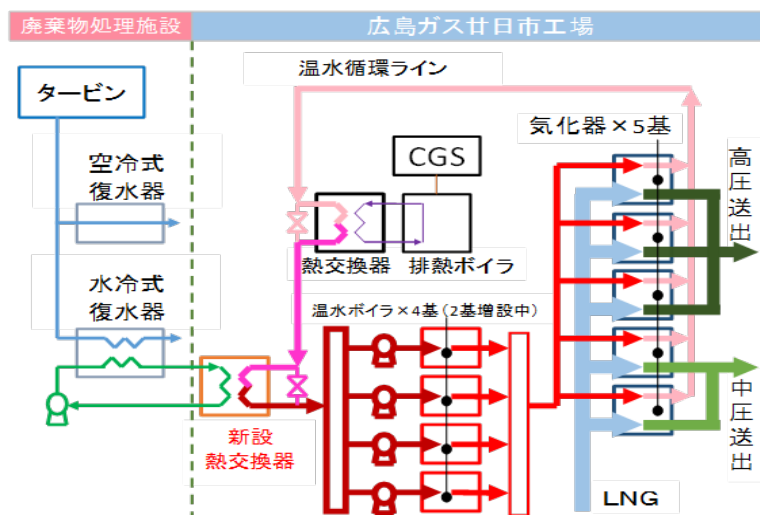 廃棄物処理施設
広島ガス廿日市工場
温水循環ライン
タービン
気化器×5基
CGS
空冷式
復水器
高圧送出
熱交換器
排熱ボイラ
水冷式
復水器
温水ボイラ×4基(2基増設中)
中圧送出
新設
熱交換器
LNG